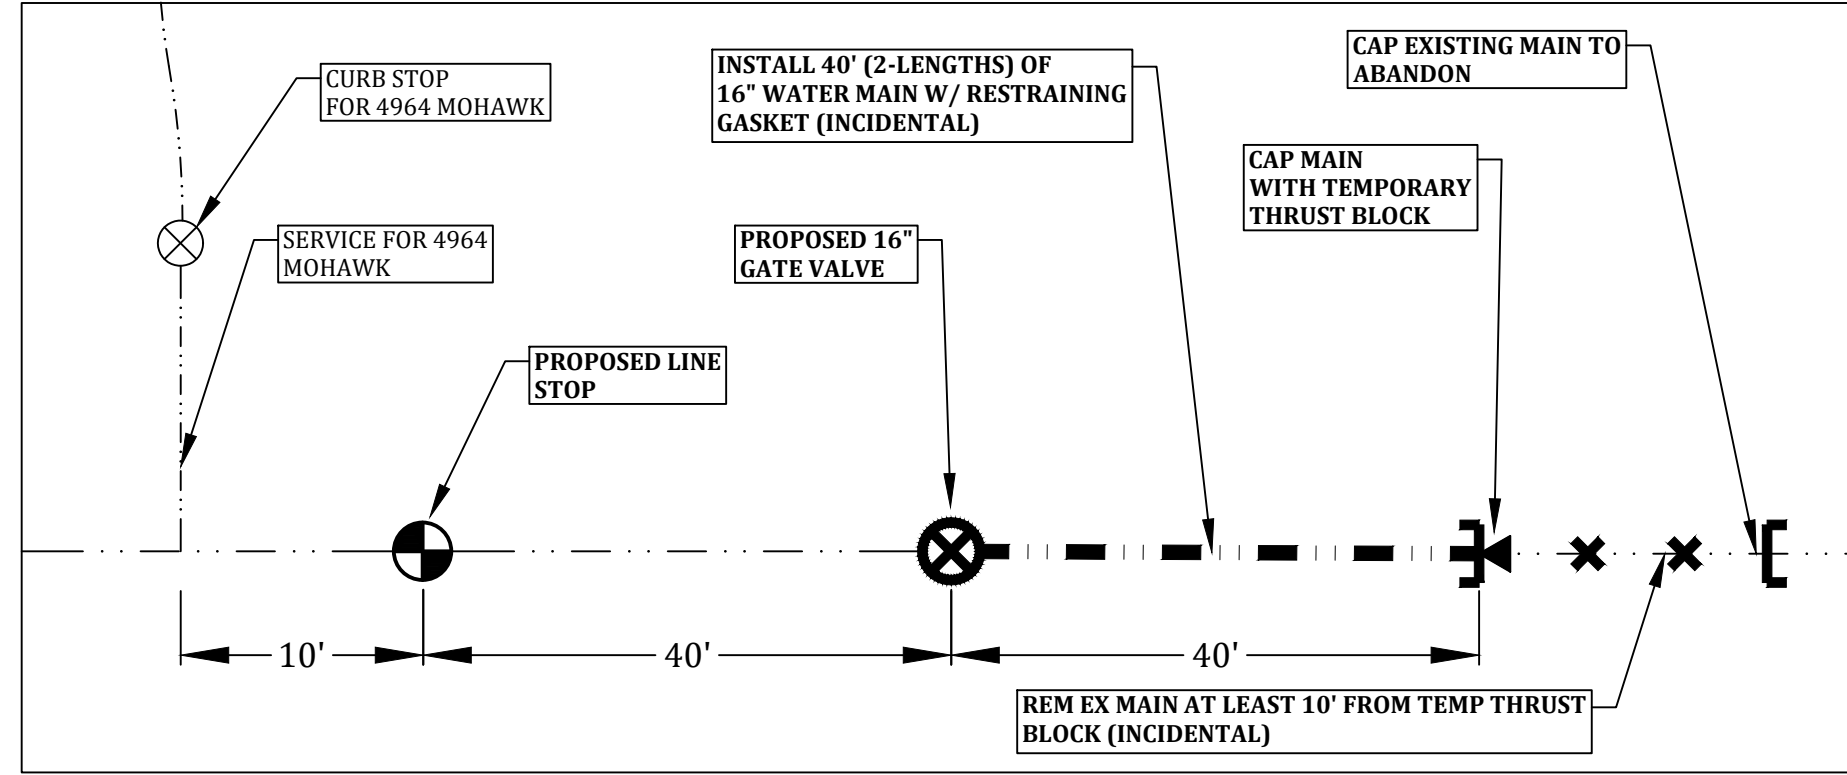 CURB STOP
FOR 4964 MOHAWK
INSTALL 40' (2-LENGTHS) OF
16" WATER MAIN W/ RESTRAINING
GASKET (INCIDENTAL)
CAP EXISTING MAIN TO
ABANDON
CAP MAIN
WITH TEMPORARY
THRUST BLOCK
SERVICE FOR 4964
MOHAWK
PROPOSED 16"
GATE VALVE
PROPOSED LINE
STOP
10'
40'
40'
REM EX MAIN AT LEAST 10' FROM TEMP THRUST
BLOCK (INCIDENTAL)